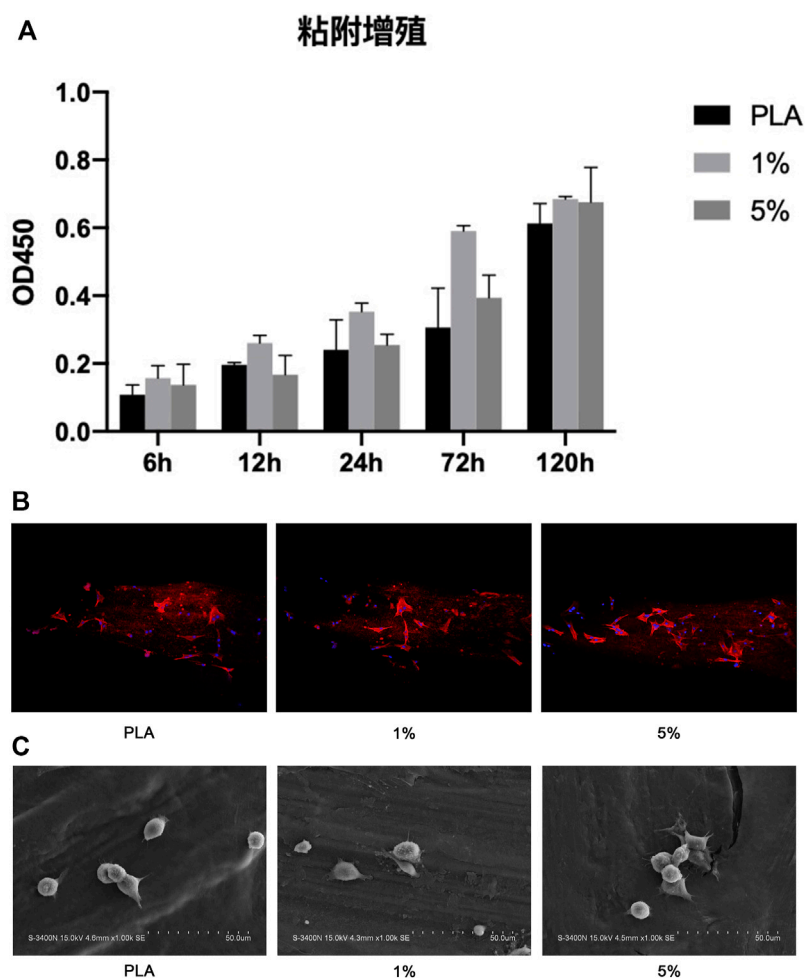 A
粘附增殖
1.0
0.8
0.6
0.4
0.2
0.0
OD450
6h 12h 24h 72h 120h
PLA
1%
5%
B
PLA 1% 5%
C
S-3400N 15.0kV 4.6mm x1.00k SE 50.0um
S-3400N 15.0kV 4.3mm x1.00k SE 50.0um
S-3400N 15.0kV 4.5mm x1.00k SE 50.0um
PLA 1% 5%